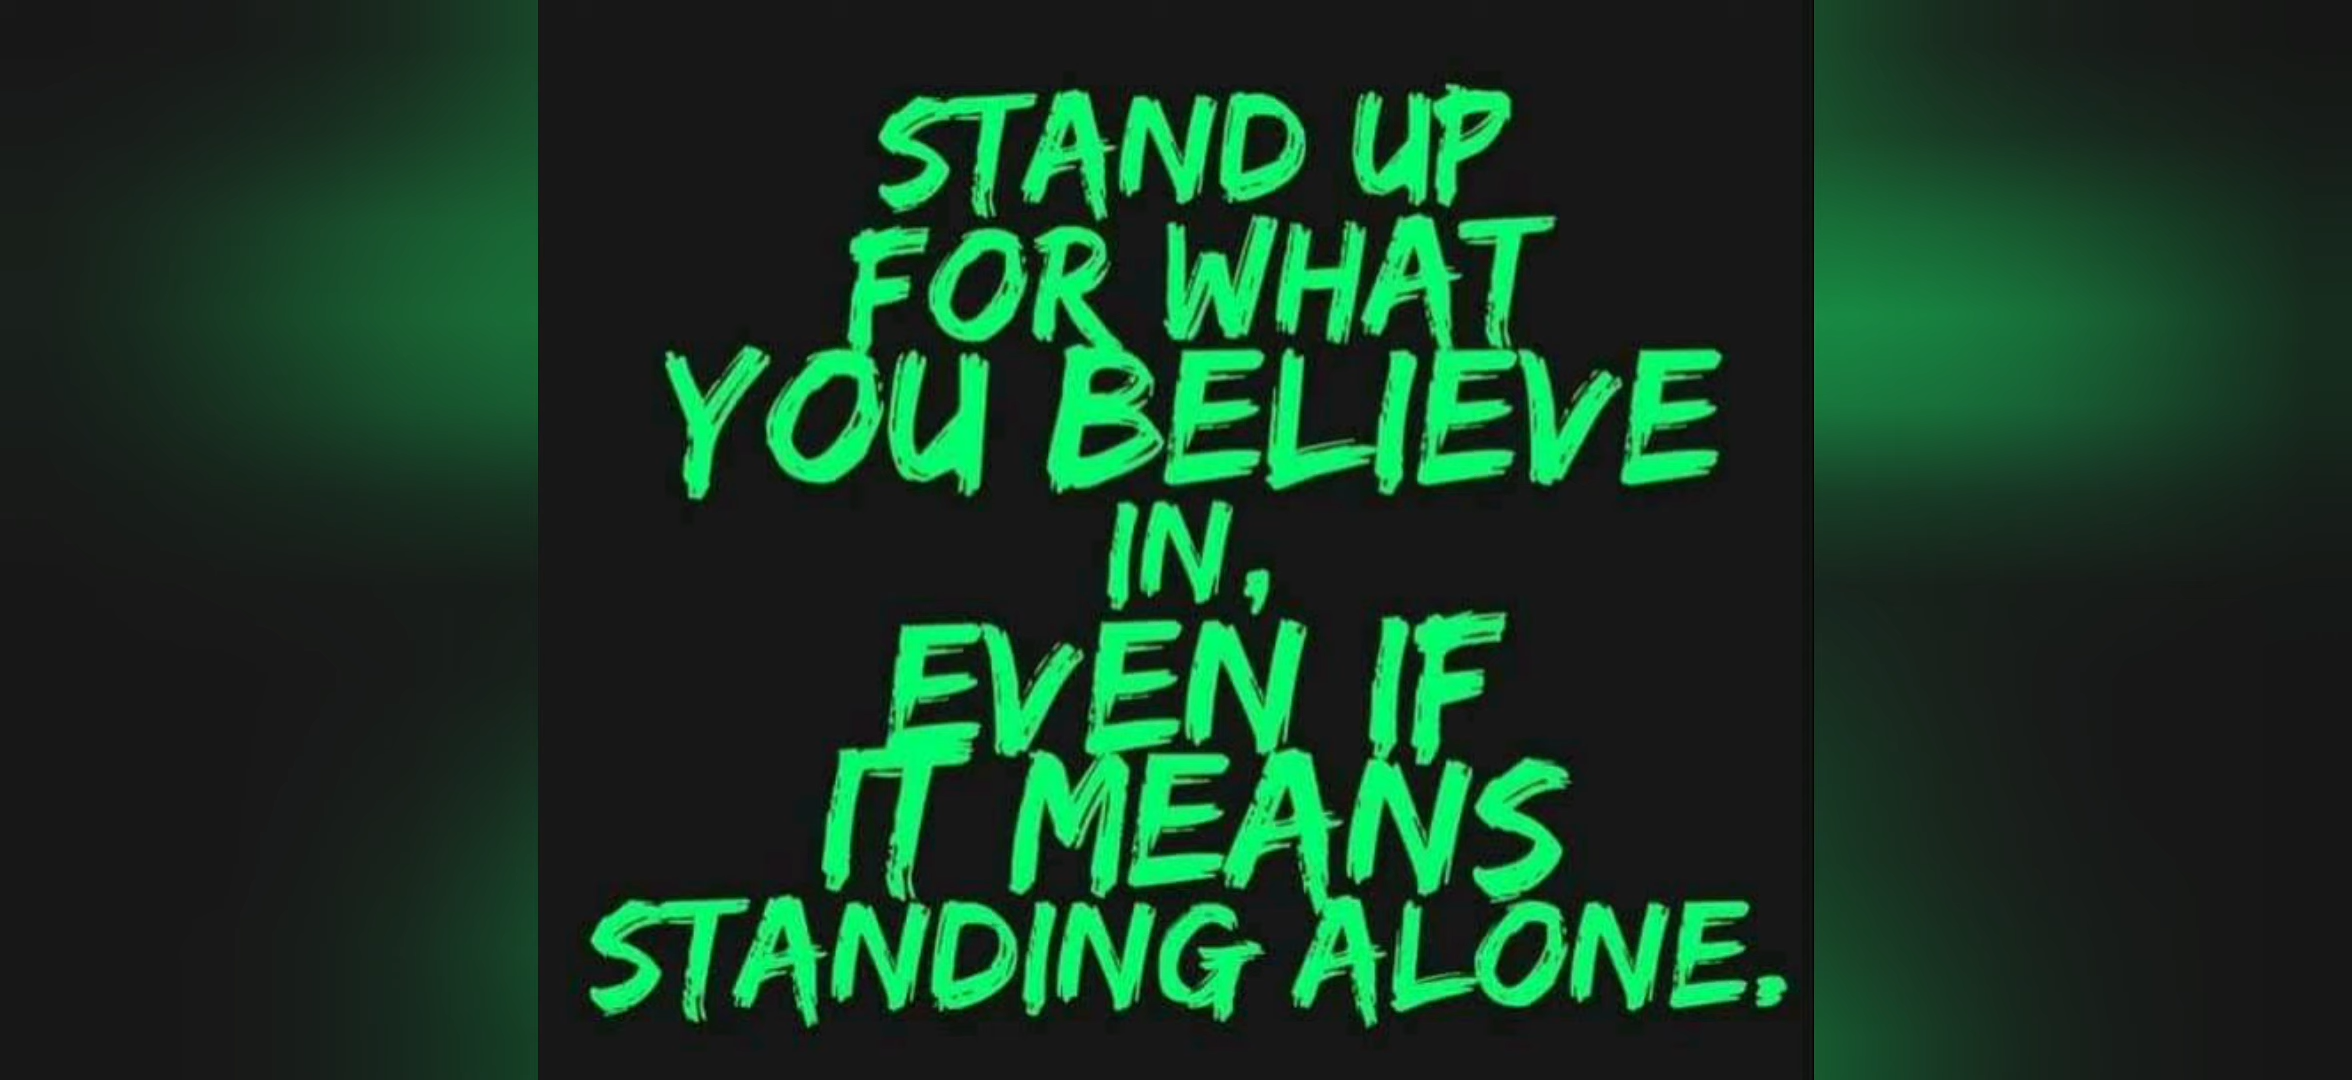 STAND UP
FOR WHAT
YOU BELIEVE
IN,
EVEN IF
IT MEANS
STANDING ALONE.